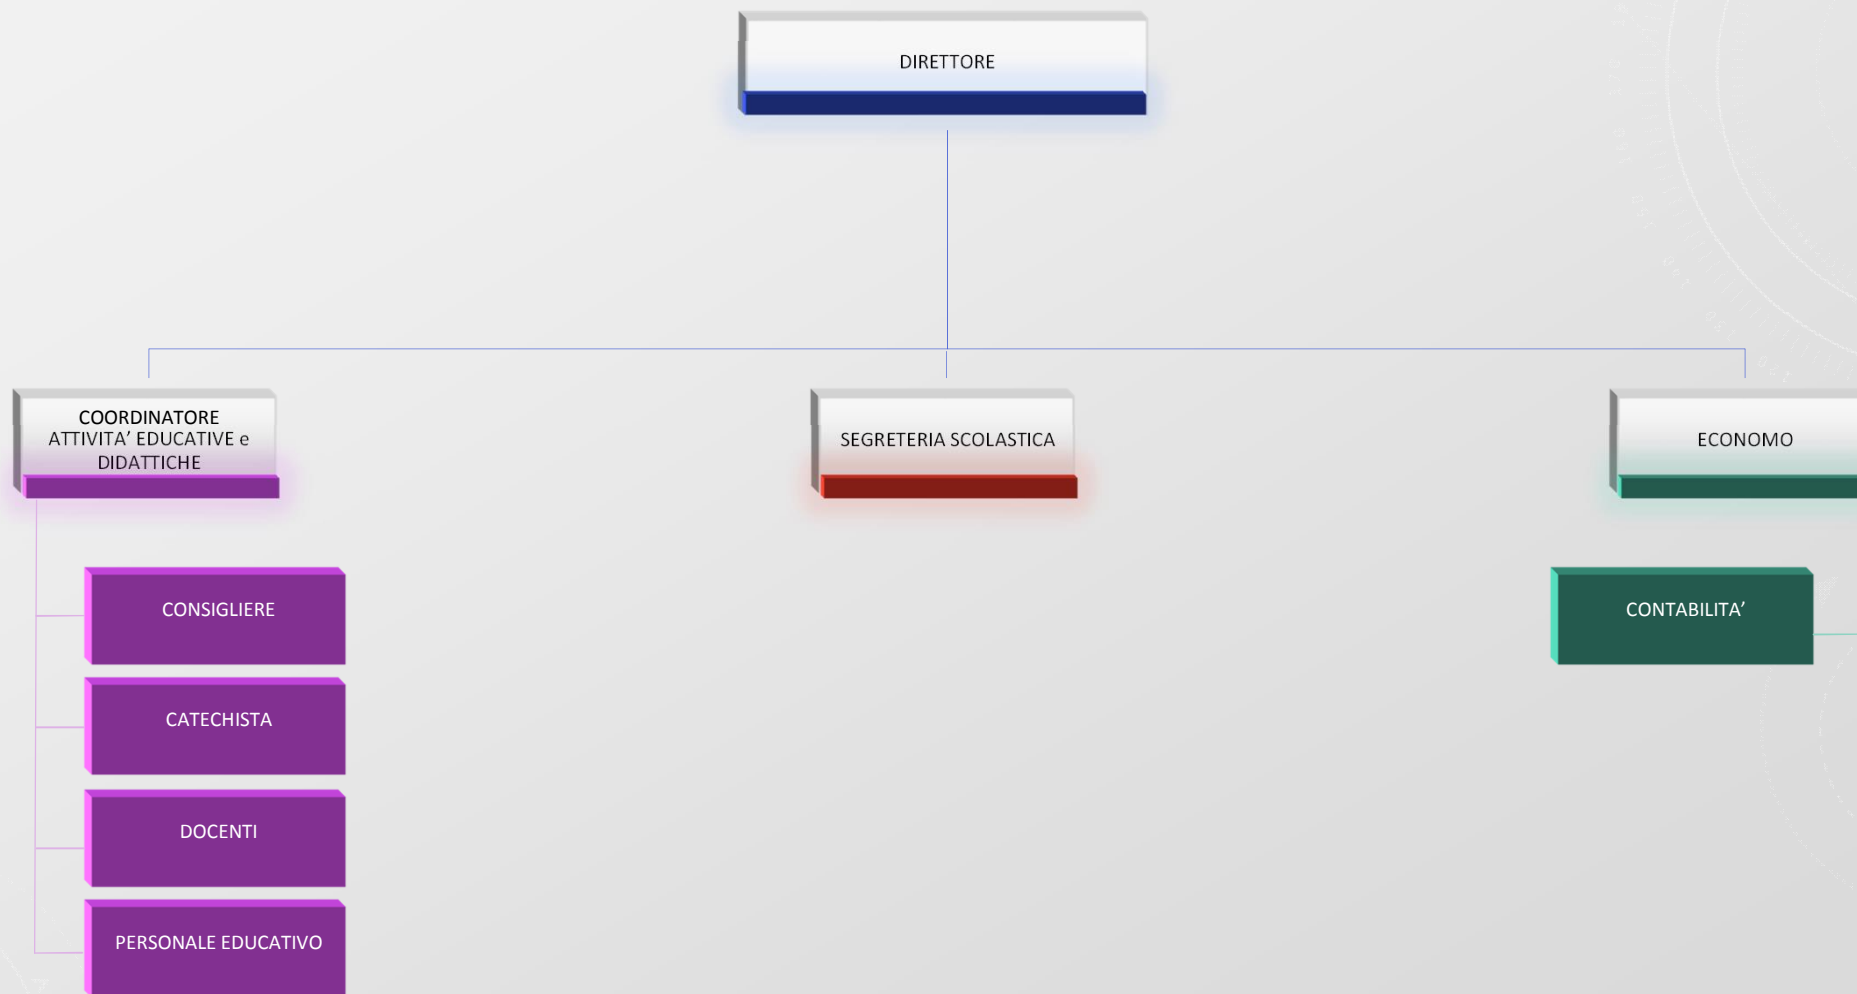 DIRETTORE
COORDINATORE
ATTIVITA’ EDUCATIVE e
DIDATTICHE
SEGRETERIA SCOLASTICA
ECONOMO
CONSIGLIERE
CONTABILITA’
CATECHISTA
DOCENTI
PERSONALE EDUCATIVO